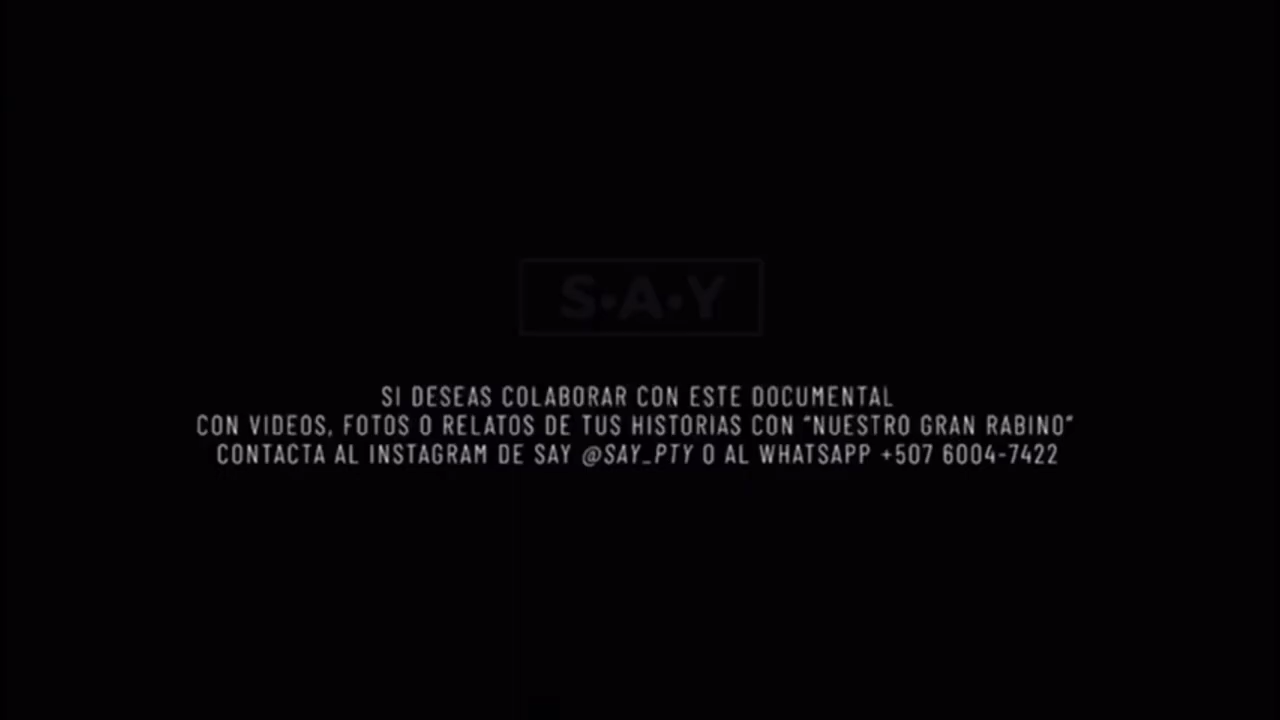 S•A•Y
SI DESEAS COLABORAR CON ESTE DOCUMENTAL
CON VIDEOS, FOTOS O RELATOS DE TUS HISTORIAS CON “NUESTRO GRAN RABINO”
CONTACTA AL INSTAGRAM DE SAY @SAY_PTY O AL WHATSAPP +507 6004-7422